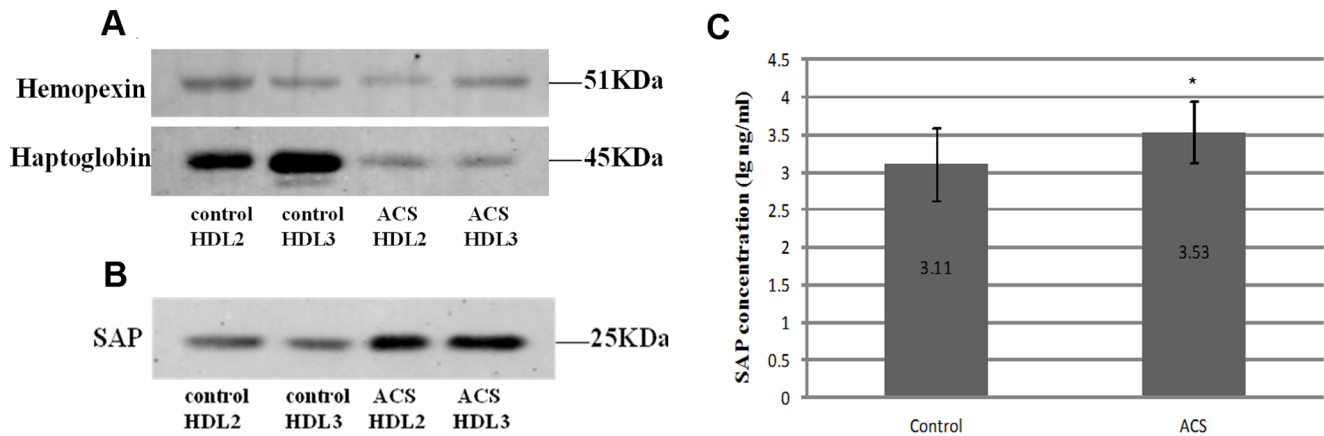 A
Hemopexin
51KDa
Haptoglobin
45KDa
control control ACS ACS
HDL2 HDL3 HDL2 HDL3
B
SAP
25KDa
control control ACS ACS
HDL2 HDL3 HDL2 HDL3
C
SAP concentration (lg ng/ml)
4.5
4
3.5
3
2.5
2
1.5
1
0.5
0
*
3.11
3.53
Control ACS